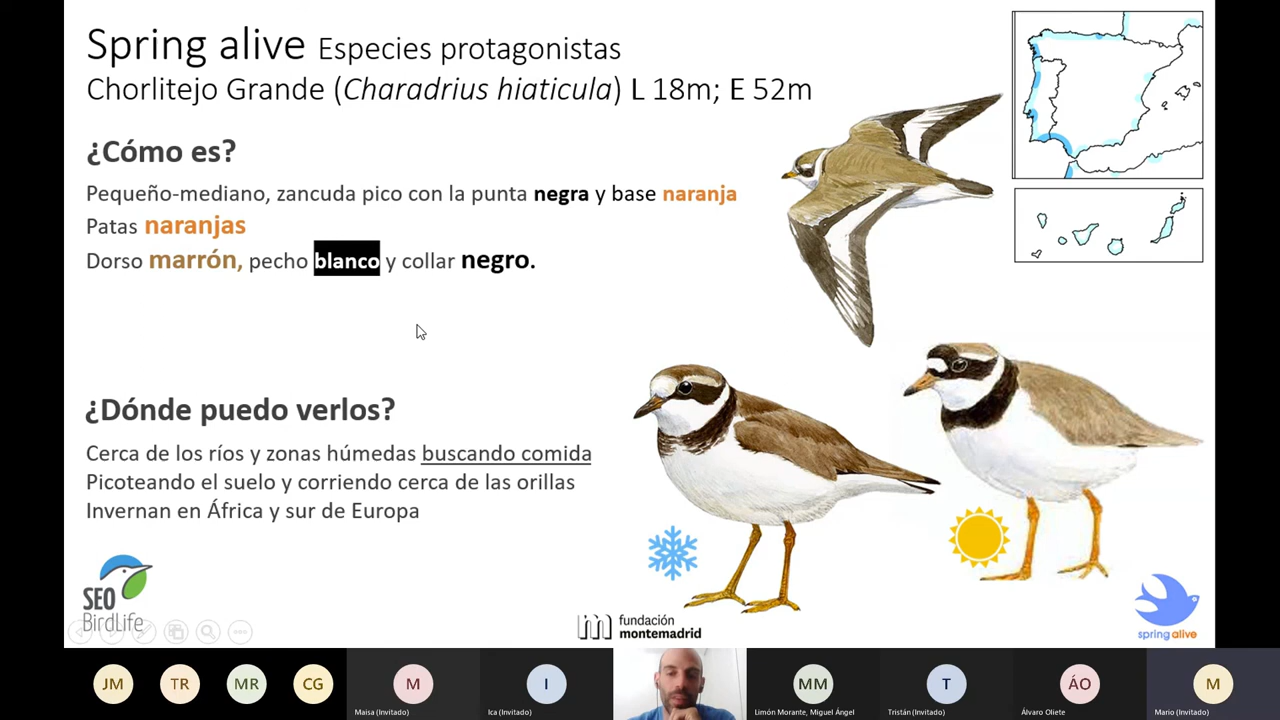 Spring alive Especies protagonistas
Chorlitejo Grande (Charadrius hiaticula) L 18m; E 52m
¿Cómo es?
Pequeño-mediano, zancuda pico con la punta negra y base naranja
Patas naranjas
Dorso marrón, pecho blanco y collar negro.
¿Dónde puedo verlos?
Cerca de los ríos y zonas húmedas buscando comida
Picoteando el suelo y corriendo cerca de las orillas
Invernan en África y sur de Europa
SEO
BirdLife
fundación
montemadrid
spring alive
JM TR MR CG M I MM T ÁO M
Maisa (Invitado) Ica (Invitado) Limón Morante, Miguel Ángel Tristán (Invitado) Álvaro Oliete Mario (Invitado)